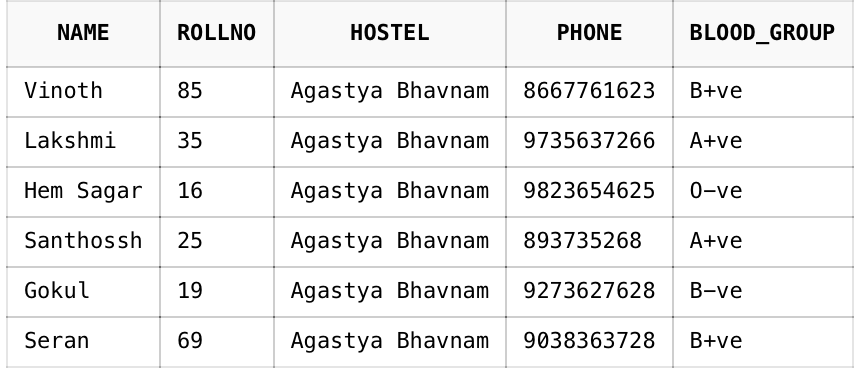 NAME ROLLNO HOSTEL PHONE BLOOD_GROUP
Vinoth 85 Agastya Bhavnam 8667761623 B+ve
Lakshmi 35 Agastya Bhavnam 9735637266 A+ve
Hem Sagar 16 Agastya Bhavnam 9823654625 O−ve
Santhossh 25 Agastya Bhavnam 893735268 A+ve
Gokul 19 Agastya Bhavnam 9273627628 B−ve
Seran 69 Agastya Bhavnam 9038363728 B+ve